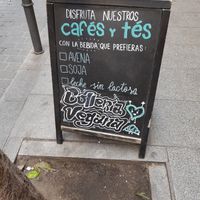 DISFRUTA NUESTROS
CAFÉS Y TÉS
CON LA BEBIDA QUE PREFIERAS:
AVENA
SOJA
leche sin lactosa
Bollería
Vegana